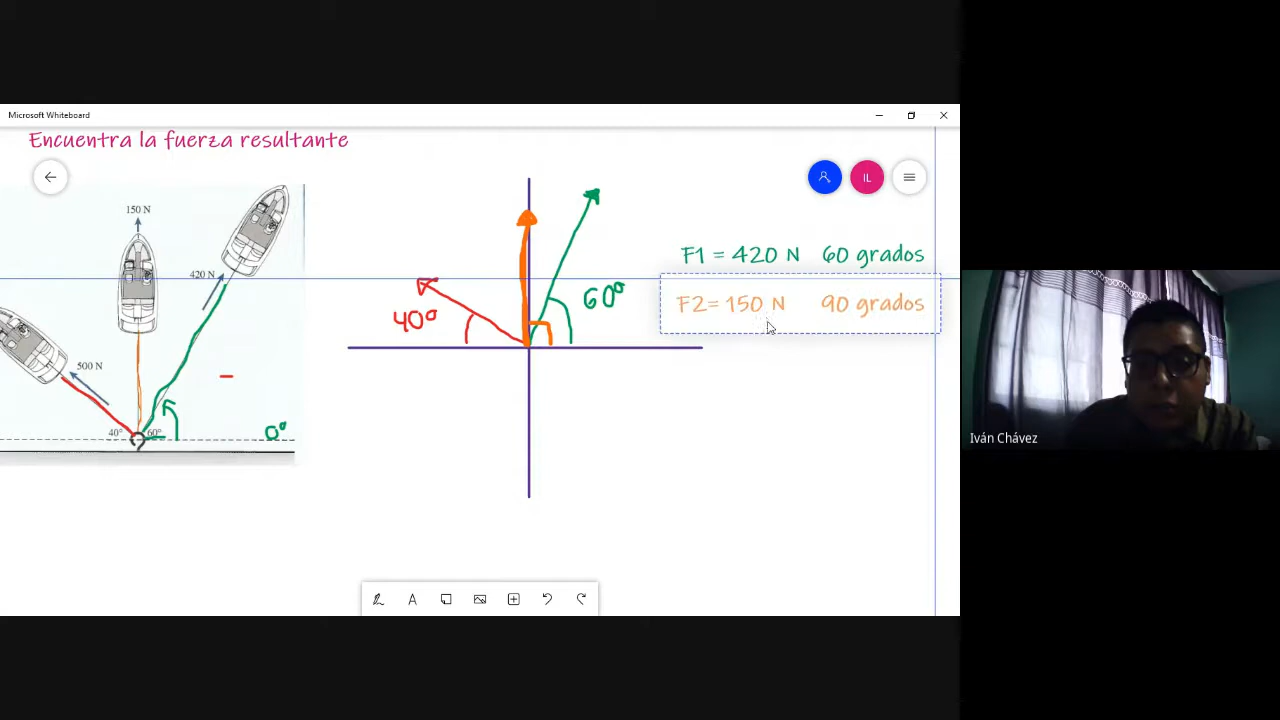 Microsoft Whiteboard
Encuentra la fuerza resultante
IL
150 N
420 N
500 N
40°
60°
0°
40°
60°
F1 = 420 N 60 grados
F2= 150 N 90 grados
A
Iván Chávez